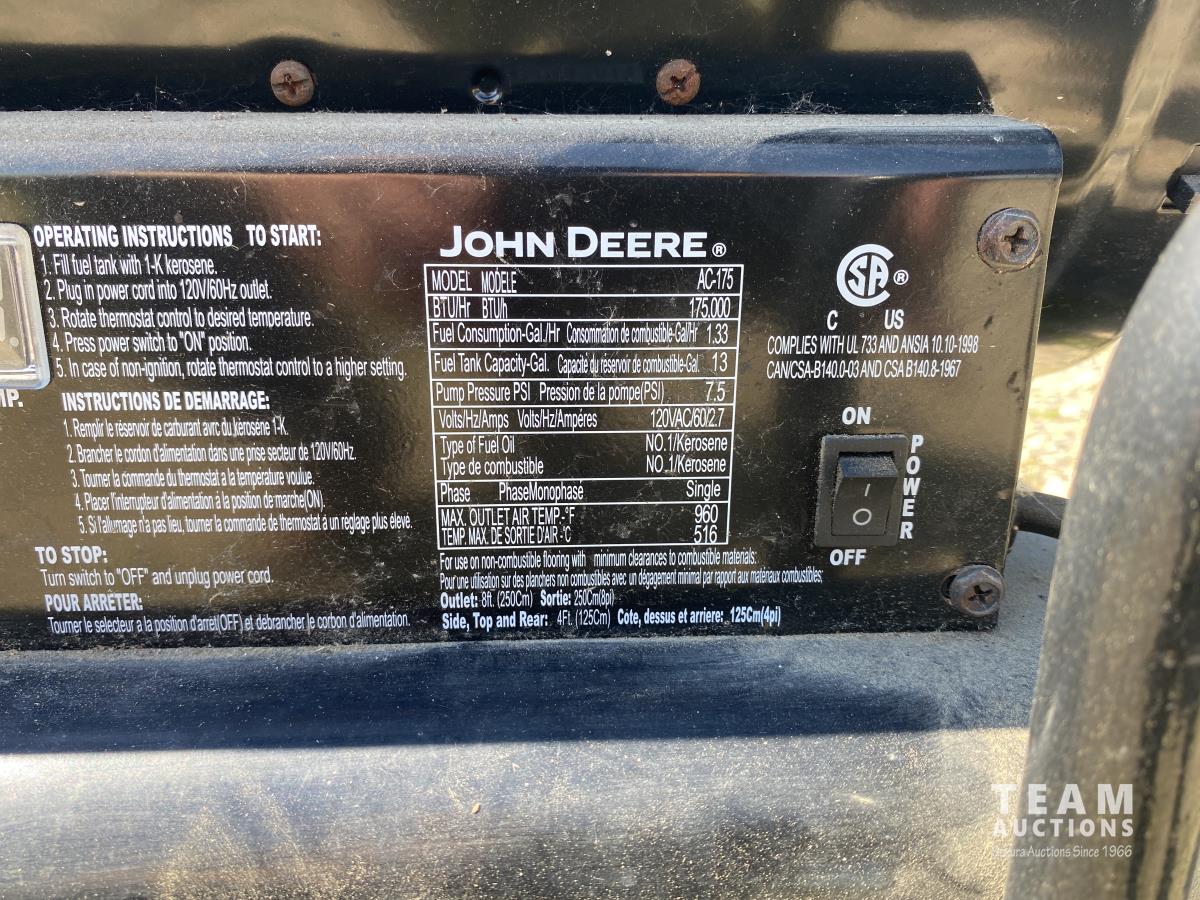 OPERATING INSTRUCTIONS TO START:
1. Fill fuel tank with 1-K kerosene.
2. Plug in power cord into 120V/60Hz outlet.
3. Rotate thermostat control to desired temperature.
4. Press power switch to "ON" position.
5. In case of non-ignition, rotate thermostat control to a higher setting.
MP.
INSTRUCTIONS DE DEMARRAGE:
1. Remplir le réservoir de carburant avrc du kerosène 1-K
2. Brancher le cordon d'alimentation dans une prise secteur de 120V/60Hz.
3. Tourner la commande du thermostat à la température voulue.
4. Placer l'interrupteur d'alimentation à la position de marche(ON).
5. Si l'allumage n'a pas lieu, tourner la commande de thermostat à un réglage plus éleve.
TO STOP:
Turn switch to "OFF" and unplug power cord.
POUR ARRÊTER:
Tourner le selecteur a la position d'arret(OFF) et débrancher le corbon d'alimentation.
JOHN DEERE®
MODEL MODÈLE AC-175
BTU/Hr BTU/h 175,000
Fuel Consumption-Gal./Hr Consommation de combustible-Gal/Hr 1.33
Fuel Tank Capacity-Gal. Capacité du réservoir de combustible-Gal. 13
Pump Pressure PSI Pression de la pompe(PSI) 7.5
Volts/Hz/Amps Volts/Hz/Ampéres 120VAC/60/2.7
Type of Fuel Oil NO.1/Kerosene
Type de combustible NO.1/Kerosene
Phase PhaseMonophasé Single
MAX. OUTLET AIR TEMP.-°F 960
TEMP MAX. DE SORTIE D'AIR -°C 516
For use on non-combustible flooring with minimum clearances to combustible materials:
Pour une utilisation sur des planchers non combustibles avec un dégagement minimal par rapport aux matériaux combustibles:
Outlet: 8ft. (250Cm) Sortie: 250Cm(8pi)
Side, Top and Rear: 4Ft. (125Cm) Cote, dessus et arriere: 125Cm(4pi)
SA ®
C US
COMPLIES WITH UL 733 AND ANSIA 10.10-1998
CAN/CSA-B140.0-03 AND CSA B140.8-1967
ON
POWER
OFF
TEAM
AUCTIONS
Auctions Since 1966